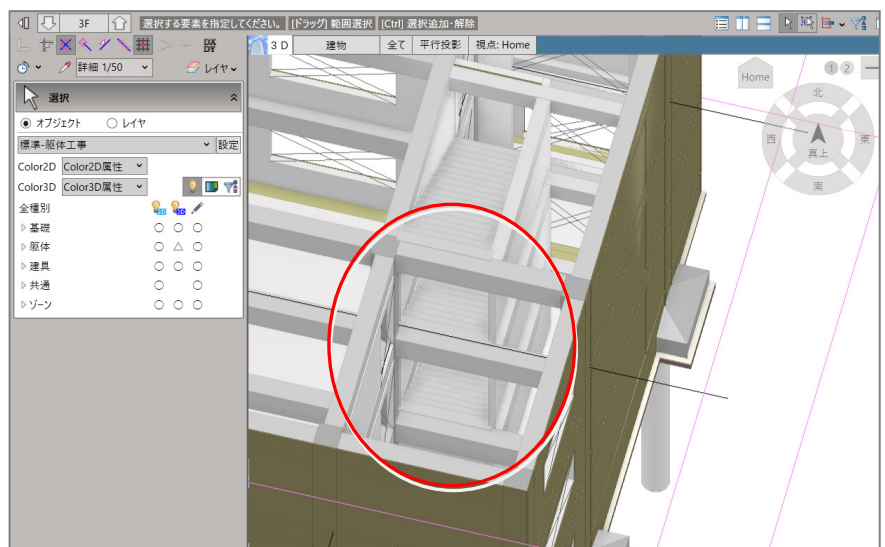 3F 選択する要素を指定してください。 [ドラッグ] 範囲選択 [Ctrl] 選択追加・解除
DX
3 D 建物 全て 平行投影 視点: Home
詳細 1/50 レイヤ
選択
オブジェクト レイヤ
標準-躯体工事 設定
Color2D Color2D属性
Color3D Color3D属性
全種別 3D 2D
基礎
躯体
建具
共通
ゾーン
Home 1 2
北
西 真上 東
南